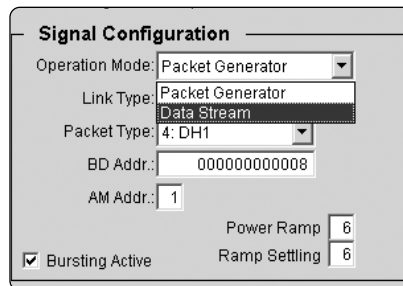 Signal Configuration
Operation Mode: Packet Generator
Link Type: Packet Generator
Data Stream
Packet Type: 4: DH1
BD Addr.: 000000000008
AM Addr.: 1
Power Ramp 6
Bursting Active Ramp Settling 6